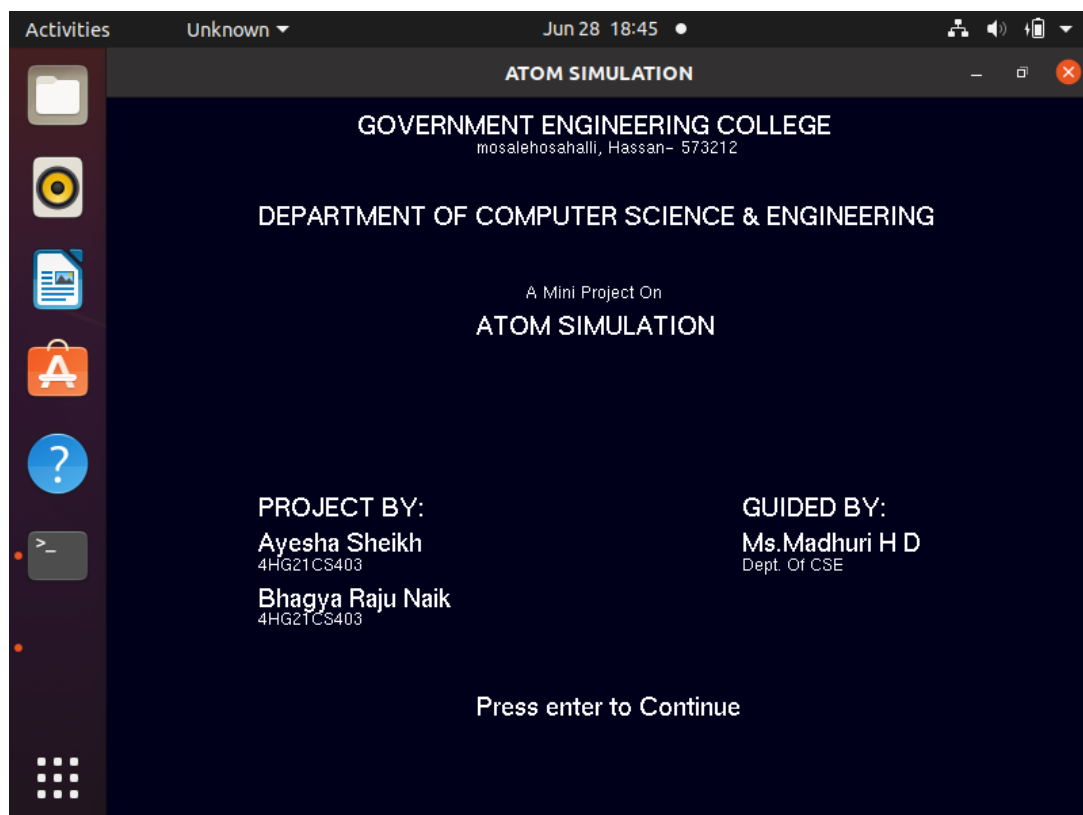 Activities Unknown Jun 28 18:45
ATOM SIMULATION
GOVERNMENT ENGINEERING COLLEGE
mosalehosahalli, Hassan- 573212
DEPARTMENT OF COMPUTER SCIENCE & ENGINEERING
A Mini Project On
ATOM SIMULATION
PROJECT BY: GUIDED BY:
Ayesha Sheikh Ms.Madhuri H D
4HG21CS403 Dept. Of CSE
Bhagya Raju Naik
4HG21CS403
Press enter to Continue